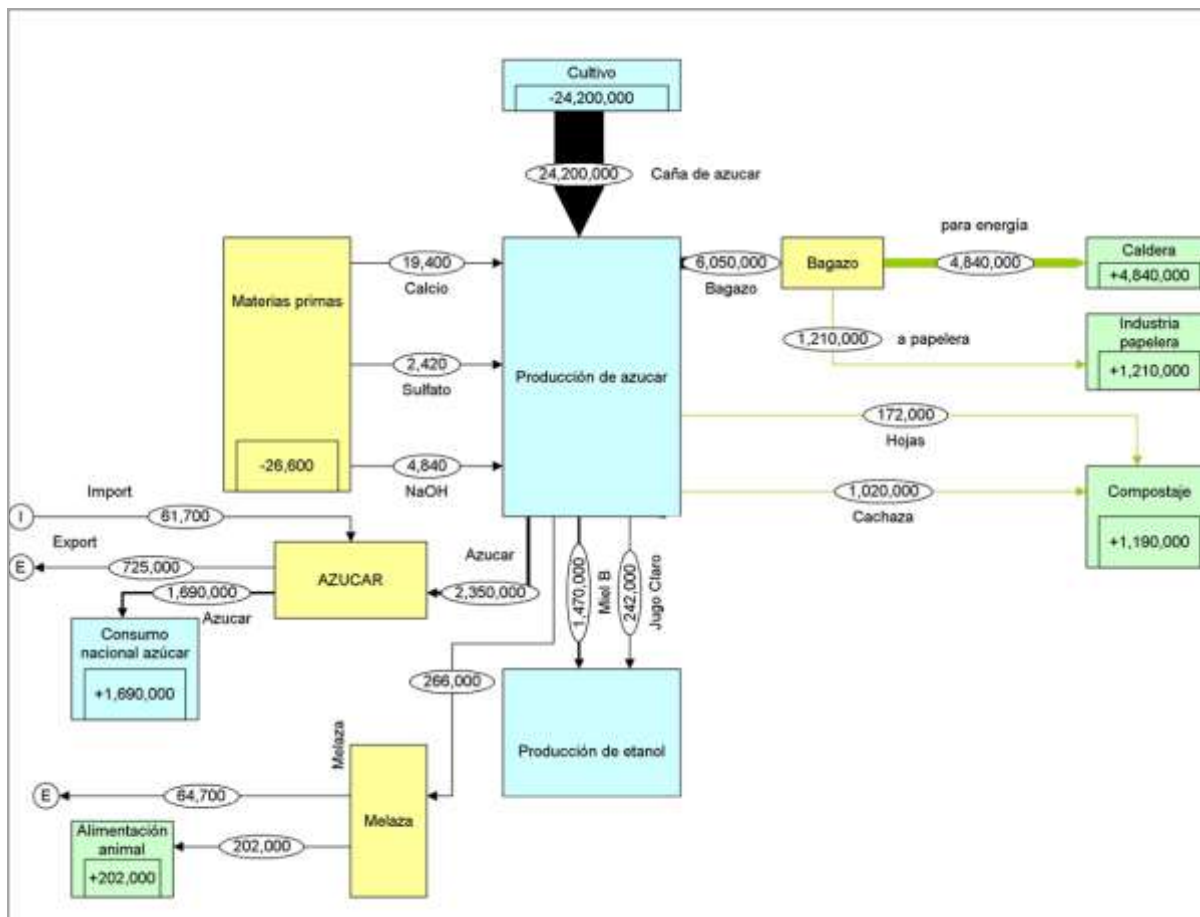 Cultivo
-24,200,000
24,200,000
Caña de azucar
para energía
19,400
Calcio
6,050,000
Bagazo
Bagazo
4,840,000
Caldera
+4,840,000
Materias primas
1,210,000
a papelera
Industria
papelera
+1,210,000
2,420
Sulfato
Producción de azucar
172,000
Hojas
-26,600
4,840
NaOH
1,020,000
Cachaza
Compostaje
+1,190,000
Import
I
61,700
Export
E
725,000
AZUCAR
Azucar
2,350,000
1,690,000
Azucar
1,470,000
Miel B
242,000
Jugo Claro
Consumo
nacional azúcar
+1,690,000
266,000
Producción de etanol
Melaza
E
64,700
Melaza
Alimentación
animal
+202,000
202,000